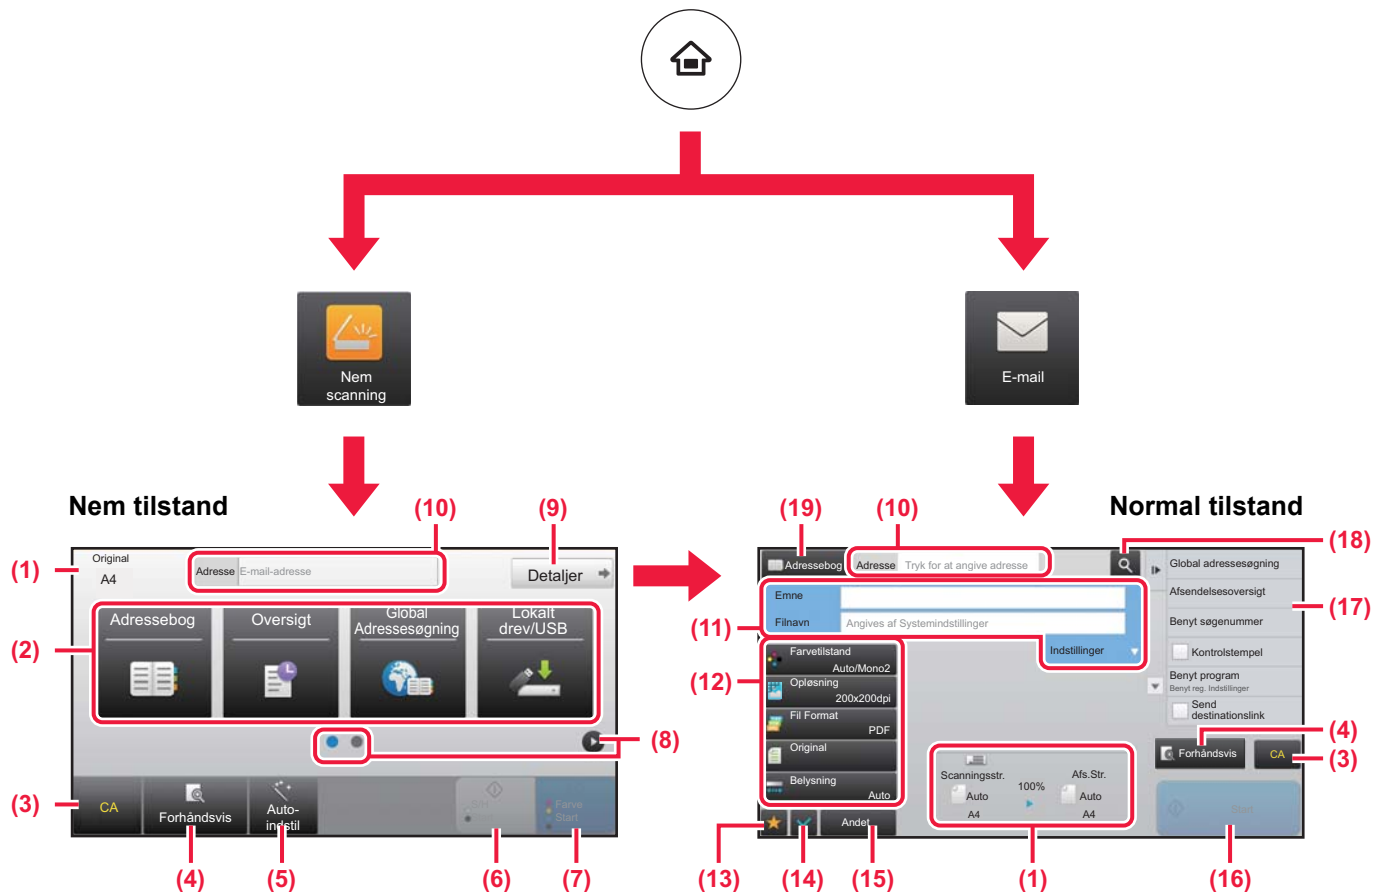 Nem
scanning
E-mail
Nem tilstand
(10)
(9)
(1)
Original
A4
Adresse
E-mail-adresse
Detaljer
(2)
Adressebog
Oversigt
Global
Adressesøgning
Lokalt
drev/USB
(8)
(3)
CA
Forhåndsvis
Auto-
indstil
Farve
Start
(4)
(5)
(6)
(7)
Normal tilstand
(19)
(10)
(18)
Adressebog
Adresse
Tryk for at angive adresse
Emne
Filnavn
Angives af Systemindstillinger
Indstillinger
(11)
(12)
Farvetilstand
Auto/Mono2
Opløsning
200x200dpi
Fil Format
PDF
Original
Belysning
Auto
Andet
Scanningsstr.
Auto
A4
100%
Afs.Str.
Auto
A4
Global adressesøgning
Afsendelsesoversigt
Benyt søgenummer
Kontrolstempel
Benyt program
Benyt reg. Indstillinger
Send
destinationslink
(17)
(4)
Forhåndsvis
CA
(3)
Start
(13)
(14)
(15)
(1)
(16)